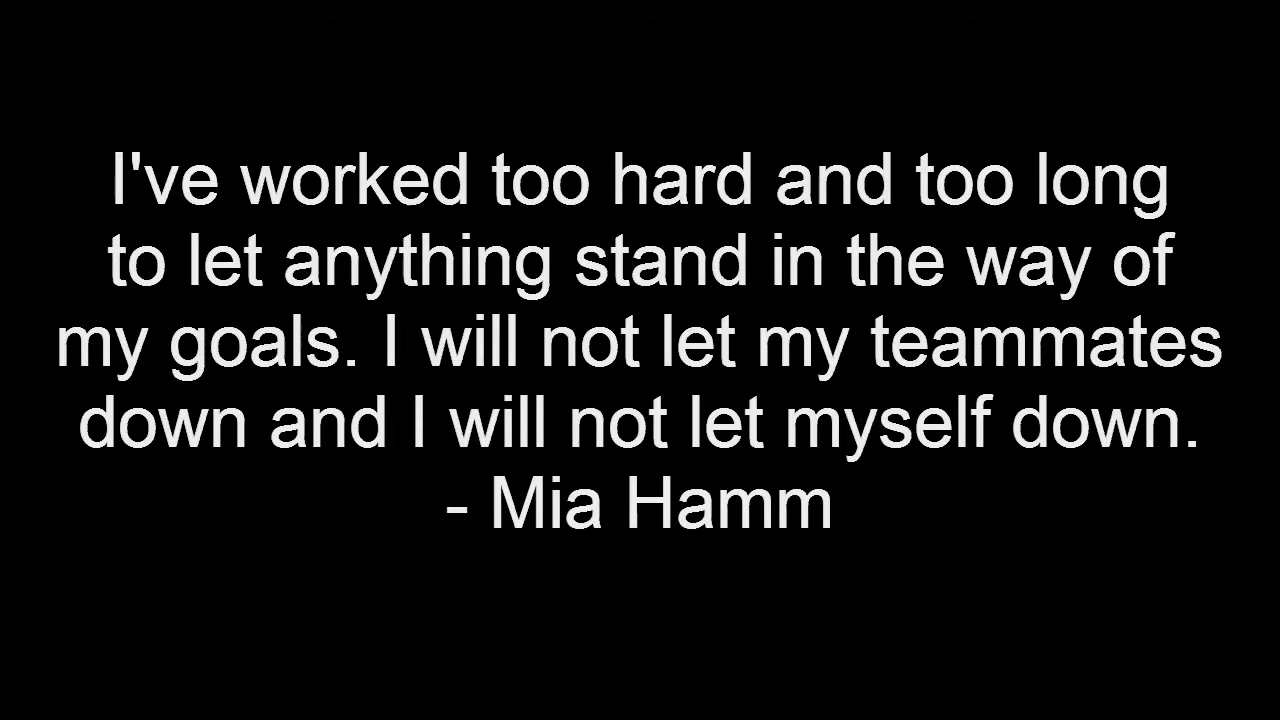 I've worked too hard and too long
to let anything stand in the way of
my goals. I will not let my teammates
down and I will not let myself down.
- Mia Hamm